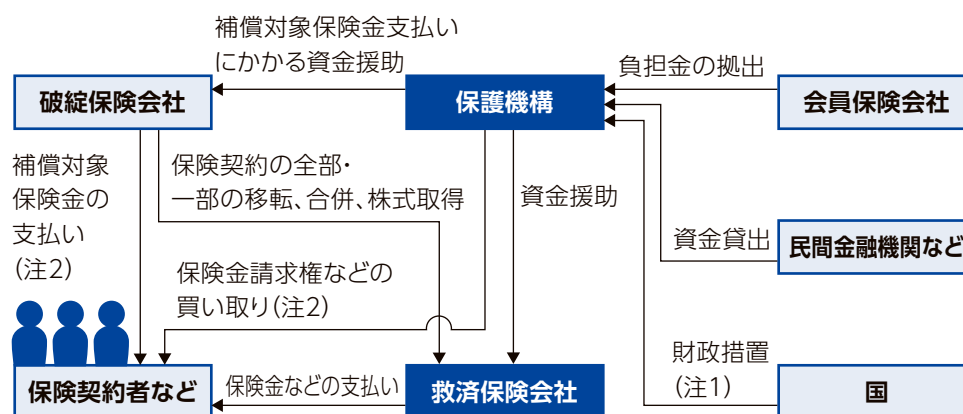 補償対象保険金支払い
にかかる資金援助
負担金の拠出
破綻保険会社
保護機構
会員保険会社
補償対象
保険金の
支払い
(注2)
保険契約の全部・
一部の移転、合併、株式取得
資金援助
資金貸出
民間金融機関など
保険金請求権などの
買い取り(注2)
財政措置
(注1)
保険契約者など
保険金などの支払い
救済保険会社
国